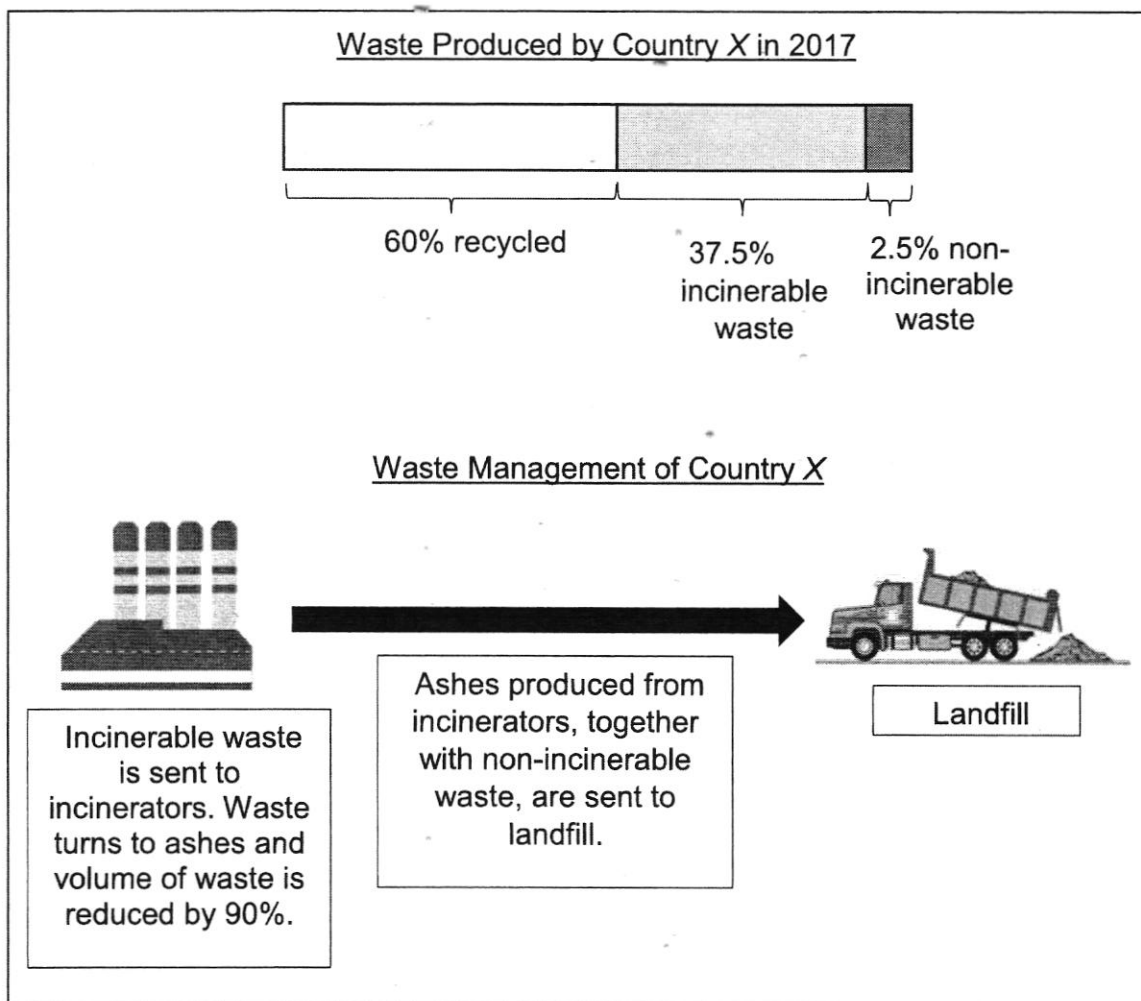 Waste Produced by Country X in 2017
60% recycled
37.5%
incinerable
waste
2.5% non-
incinerable
waste
Waste Management of Country X
Incinerable waste
is sent to
incinerators. Waste
turns to ashes and
volume of waste is
reduced by 90%.
Ashes produced from
incinerators, together
with non-incinerable
waste, are sent to
landfill.
Landfill